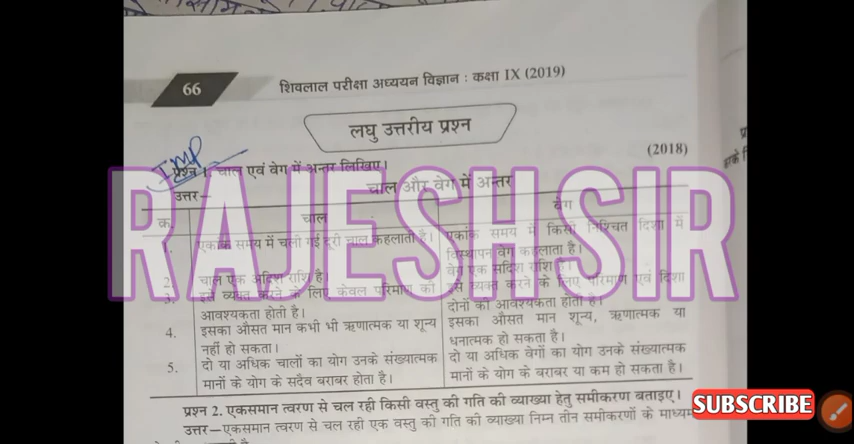 66
शिवलाल परीक्षा अध्ययन विज्ञान : कक्षा IX (2019)
लघु उत्तरीय प्रश्न
(2018)
IMP
प्रश्न 1. चाल एवं वेग में अन्तर लिखिए।
उत्तर–
चाल और वेग में अन्तर
क्र. चाल वेग
1. एकांक समय में चली गई दूरी चाल कहलाती है। एकांक समय में किसी निश्चित दिशा में
विस्थापन वेग कहलाता है।
2. चाल एक अदिश राशि है। वेग एक सदिश राशि है।
3. इसे व्यक्त करने के लिए केवल परिमाण की इसे व्यक्त करने के लिए परिमाण एवं दिशा
आवश्यकता होती है। दोनों की आवश्यकता होती है।
4. इसका औसत मान कभी भी ऋणात्मक या शून्य इसका औसत मान शून्य, ऋणात्मक या
नहीं हो सकता। धनात्मक हो सकता है।
5. दो या अधिक चालों का योग उनके संख्यात्मक दो या अधिक वेगों का योग उनके संख्यात्मक
मानों के योग के सदैव बराबर होता है। मानों के योग के बराबर या कम हो सकता है।
प्रश्न 2. एकसमान त्वरण से चल रही किसी वस्तु की गति की व्याख्या हेतु समीकरण बताइए।
उत्तर–एकसमान त्वरण से चल रही एक वस्तु की गति की व्याख्या निम्न तीन समीकरणों के माध्यम
RAJESH SIR
SUBSCRIBE